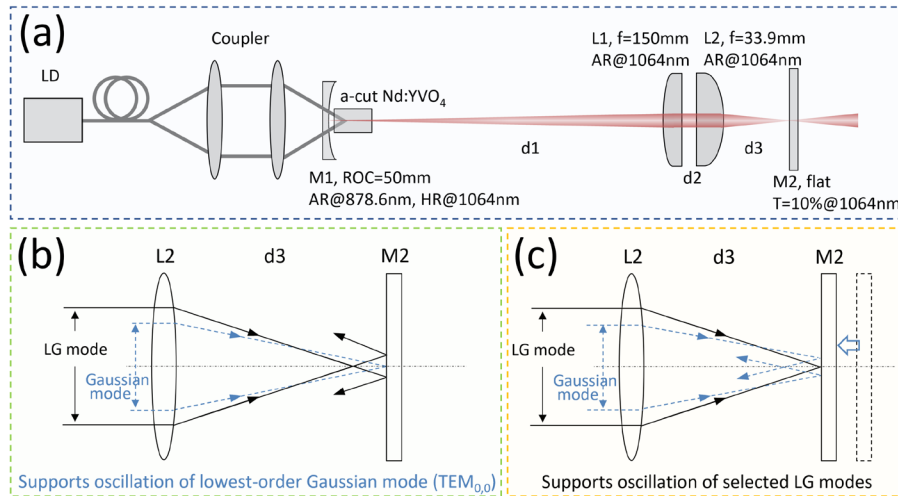 (a)
Coupler
LD
a-cut Nd:YVO₄
L1, f=150mm
AR@1064nm
L2, f=33.9mm
AR@1064nm
d1
d2
d3
M1, ROC=50mm
AR@878.6nm, HR@1064nm
M2, flat
T=10%@1064nm
(b)
L2
d3
M2
LG mode
Gaussian
mode
Supports oscillation of lowest-order Gaussian mode (TEM₀,₀)
(c)
L2
d3
M2
LG mode
Gaussian
mode
Supports oscillation of selected LG modes